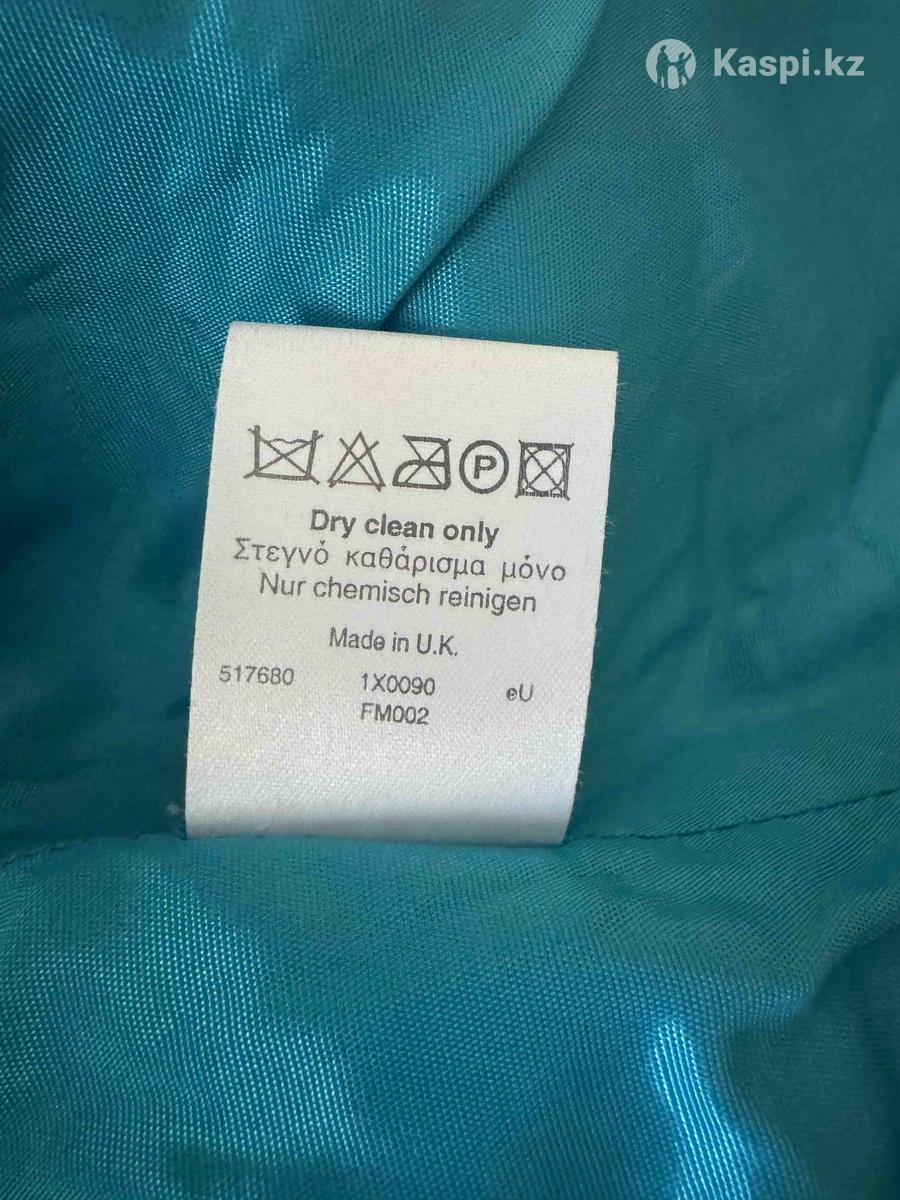 Kaspi.kz
P
Dry clean only
Στεγνό καθάρισμα μόνο
Nur chemisch reinigen
Made in U.K.
517680 1X0090 eU
FM002